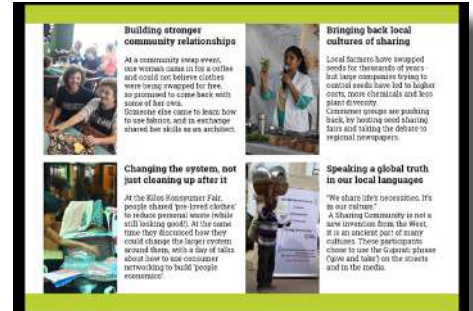 Building stronger
community relationships
At a community swap event,
one woman came in for a coffee
and could not believe clothes
were being swapped for free,
so promised to come back with
some of her own.
Someone else came to learn how
to use fabrics, and in exchange
shared her skills as an architect.
Bringing back local
cultures of sharing
Local farmers have swapped
seeds for thousands of years -
but large companies trying to
control seeds have led to higher
costs, more chemicals and less
plant diversity.
Consumer groups are pushing
back, by hosting seed sharing
fairs and taking the debate to
regional newspapers.
Changing the system, not
just cleaning up after it
At the Kilos Konsyumer Fair,
people shared 'pre-loved clothes'
to reduce personal waste (while
still looking good!). At the same
time they discussed how they
could change the larger system
around them, with a day of talks
about how to use consumer
networking to build 'people
economics'.
Speaking a global truth
in our local languages
"We share life's necessities. It's
in our culture."
A Sharing Community is not a
new invention from the West,
it is an ancient part of many
cultures. These participants
chose to use the Gujarati phrase
('give and take') on the streets
and in the media.